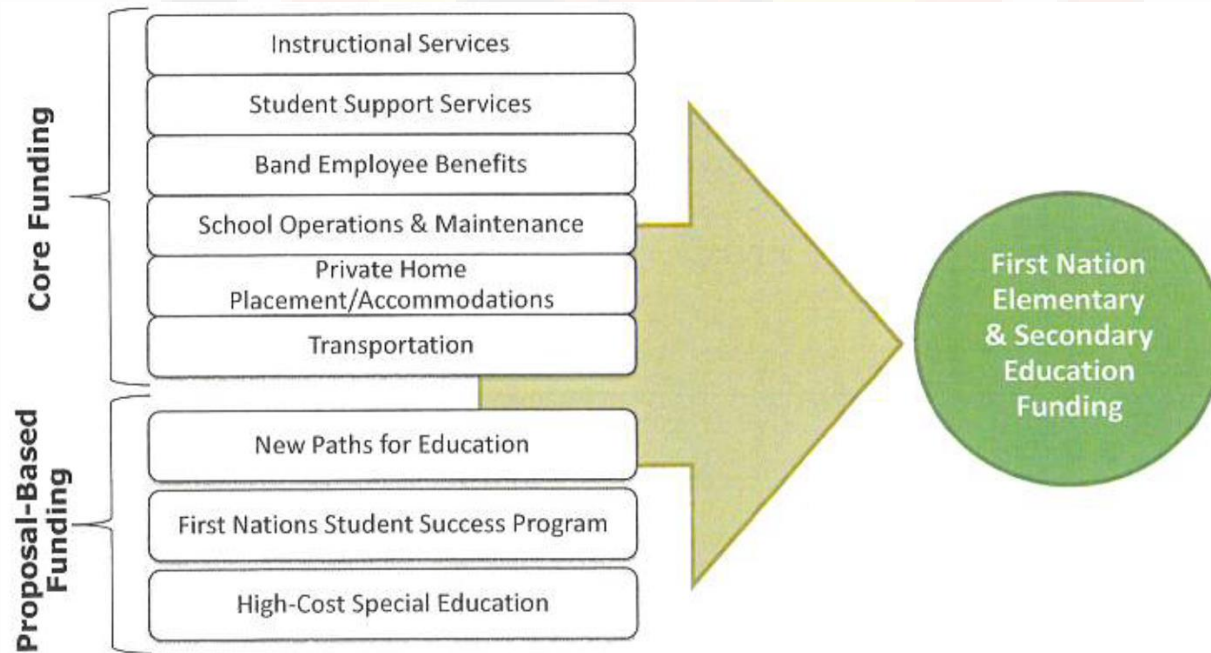 Core Funding
Instructional Services
Student Support Services
Band Employee Benefits
School Operations & Maintenance
Private Home
Placement/Accommodations
Transportation
Proposal-Based
Funding
New Paths for Education
First Nations Student Success Program
High-Cost Special Education
First Nation
Elementary
& Secondary
Education
Funding